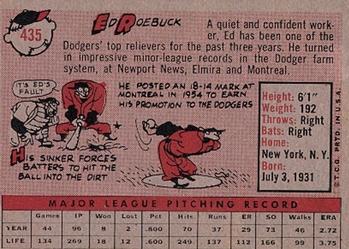 435
ED ROEBUCK
A quiet and confident work-
er, Ed has been one of the
Dodgers' top relievers for the past three years. He turned
in impressive minor-league records in the Dodger farm
system, at Newport News, Elmira and Montreal.
IT'S ED'S FAULT!
HIS SINKER FORCES
BATTERS TO HIT THE
BALL INTO THE DIRT
HE POSTED AN 18-14 MARK AT
MONTREAL IN 1954 TO EARN
HIS PROMOTION TO THE DODGERS
Height: 6'1"
Weight: 192
Throws: Right
Bats: Right
Home:
New York, N. Y.
Born:
July 3, 1931
© T.C.G. PRTD. IN U.S.A.
MAJOR LEAGUE PITCHING RECORD
Games IP Won Lost Pct. Hits R ER SO Walks ERA
YEAR 44 96 8 2 .800 70 37 29 73 46 2.72
LIFE 134 269 18 12 237 133 112 166 99 3.75